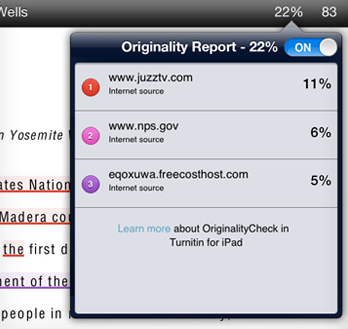 Wells 22% 83
Originality Report - 22% ON
1 www.juzztv.com 11%
Internet source
2 www.nps.gov 6%
Internet source
3 eqoxuwa.freecosthost.com 5%
Internet source
Learn more about OriginalityCheck in
Turnitin for iPad
n Yosemite
ates Nation
Madera cou
the first d
ment of the
people in